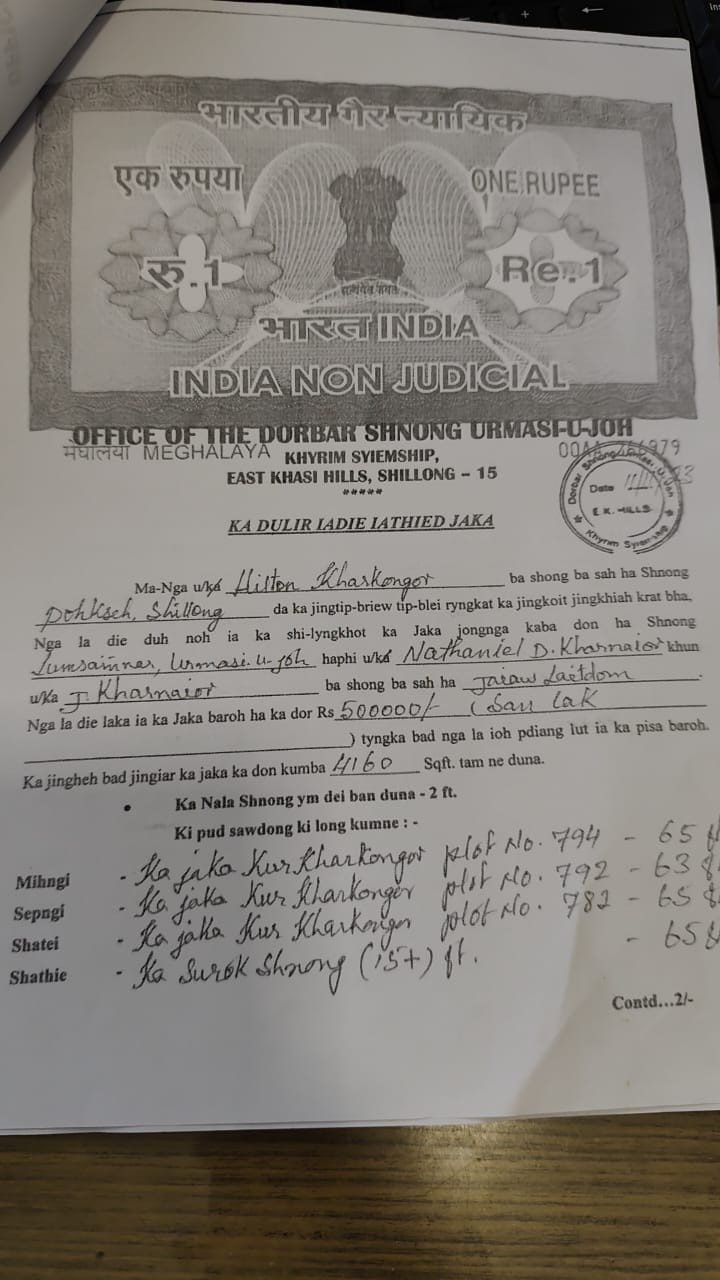 भारतीय गैर न्यायिक
एक रुपया ONE RUPEE
रु.1 Re.1
सत्यमेव जयते
भारत INDIA
INDIA NON JUDICIAL
OFFICE OF THE DORBAR SHNONG URMASI-U-JOH
मेघालया MEGHALAYA
KHYRIM SYIEMSHIP,
EAST KHASI HILLS, SHILLONG – 15
*****
Date
E.K. HILLS
Khyrim Syiemship
KA DULIR IADIE IATHIED JAKA
Ma-Nga u/ka Hilton Kharkongor ba shong ba sah ha Shnong
Pohkseh, Shillong da ka jingtip-briew tip-blei ryngkat ka jingkoit jingkhiah krat bha,
Nga la die duh noh ia ka shi-lyngkhot ka Jaka jongnga kaba don ha Shnong
Lumsamner, Urmasi-u-joh haphi u/ka Nathaniel D. Kharnaior khun
u/Ka J. Kharnaior ba shong ba sah ha Jaiaw Laitdom.
Nga la die laka ia ka Jaka baroh ha ka dor Rs 500000/- (San lak
) tyngka bad nga la ioh pdiang lut ia ka pisa baroh.
Ka jingheh bad jingiar ka jaka ka don kumba 4160 Sqft. tam ne duna.
• Ka Nala Shnong ym dei ban duna - 2 ft.
Ki pud sawdong ki long kumne : -
Mihngi - Ka jaka Kur Kharkongor plot No. 794 - 65 f
Sepngi - Ka jaka Kur Kharkongor plot No. 792 - 63 f
Shatei - Ka jaka Kur Kharkongor plot No. 782 - 65 f
Shathie - Ka Surok Shnong (15+) ft. - 65 f
Contd...2/-